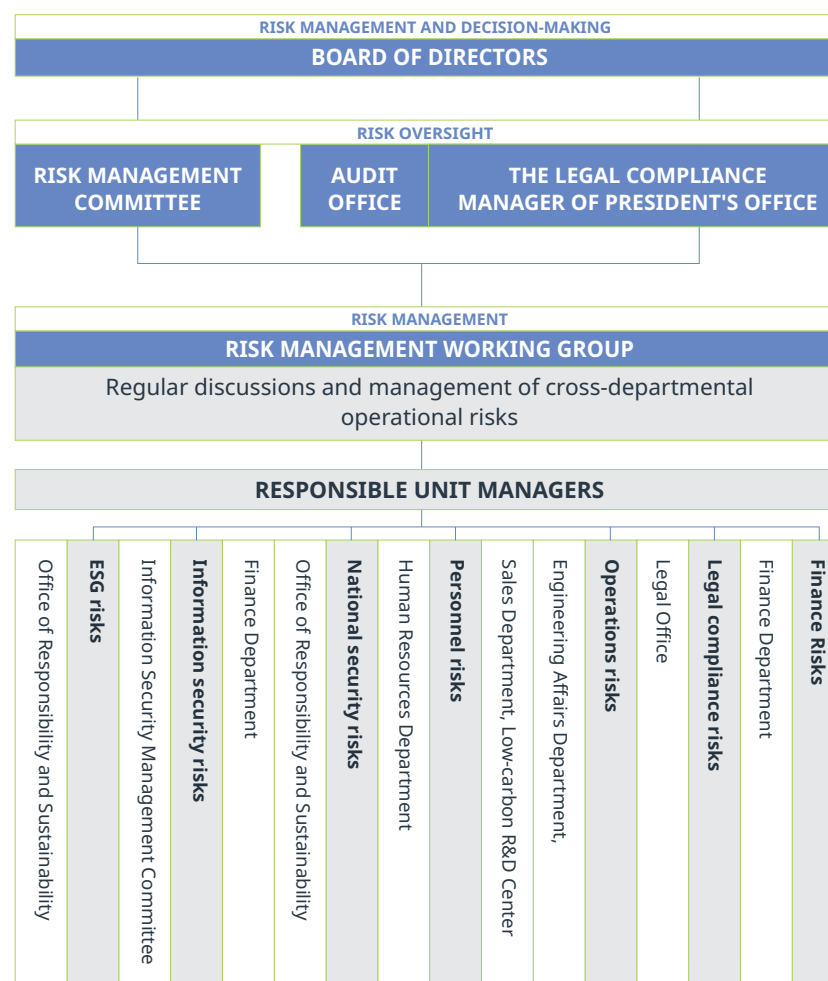 RISK MANAGEMENT AND DECISION-MAKING
BOARD OF DIRECTORS
RISK OVERSIGHT
RISK MANAGEMENT
COMMITTEE
AUDIT
OFFICE
THE LEGAL COMPLIANCE
MANAGER OF PRESIDENT'S OFFICE
RISK MANAGEMENT
RISK MANAGEMENT WORKING GROUP
Regular discussions and management of cross-departmental
operational risks
RESPONSIBLE UNIT MANAGERS
Finance Risks
Finance Department
Legal compliance risks
Legal Office
Operations risks
Engineering Affairs Department,
Sales Department, Low-carbon R&D Center
Personnel risks
Human Resources Department
National security risks
Office of Responsibility and Sustainability
Finance Department
Information security risks
Information Security Management Committee
ESG risks
Office of Responsibility and Sustainability